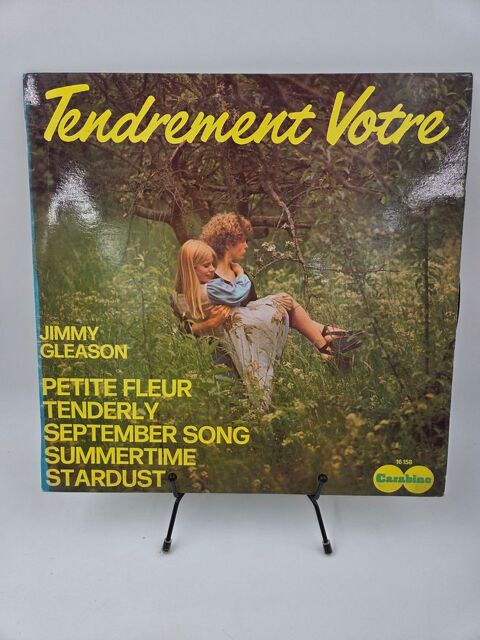 Tendrement Votre
JIMMY
GLEASON
PETITE FLEUR
TENDERLY
SEPTEMBER SONG
SUMMERTIME
STARDUST
16 158
Carabine